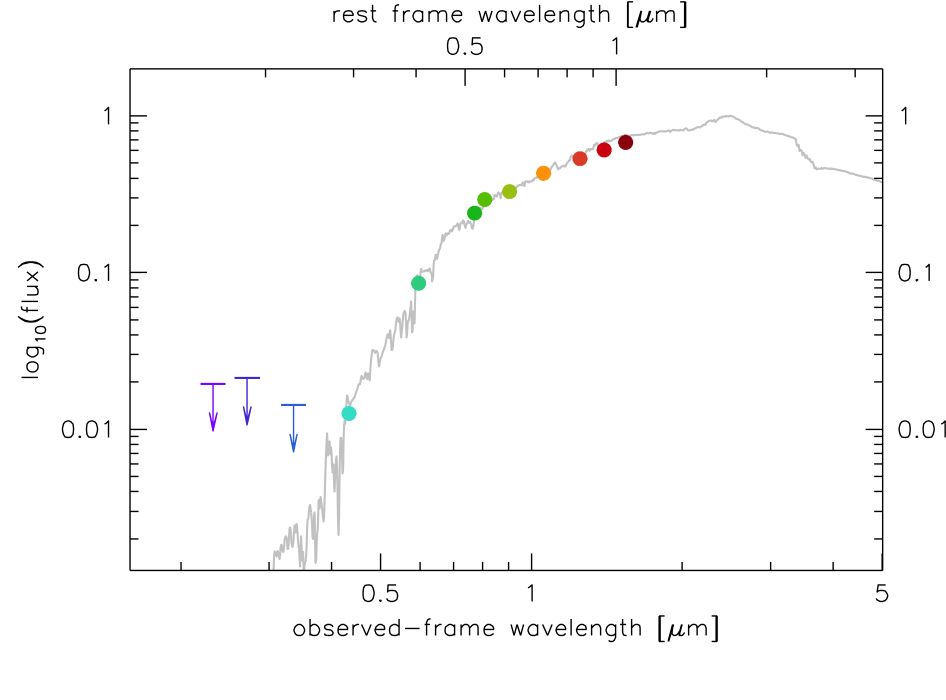 rest frame wavelength [μm]
0.5 1
1 1
0.1 0.1
0.01 0.01
log10(flux)
0.5 1 5
observed-frame wavelength [μm]